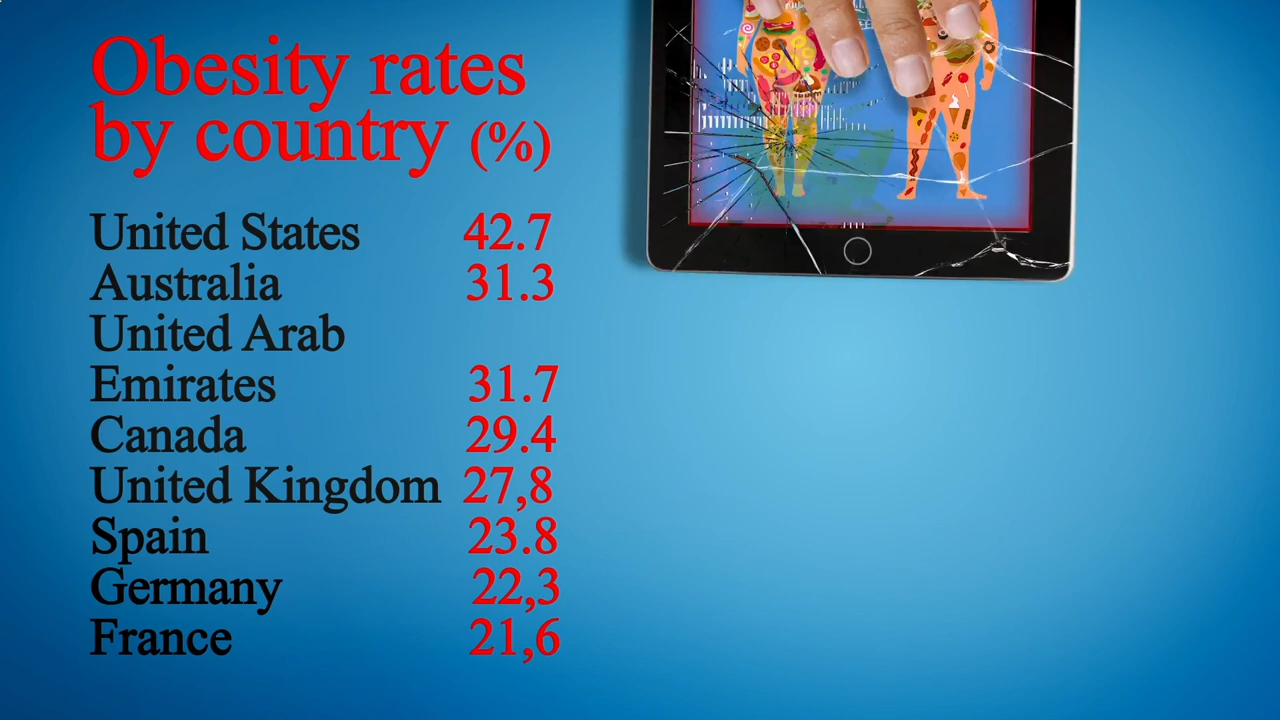 Obesity rates
by country (%)
United States 42.7
Australia 31.3
United Arab
Emirates 31.7
Canada 29.4
United Kingdom 27,8
Spain 23.8
Germany 22,3
France 21,6